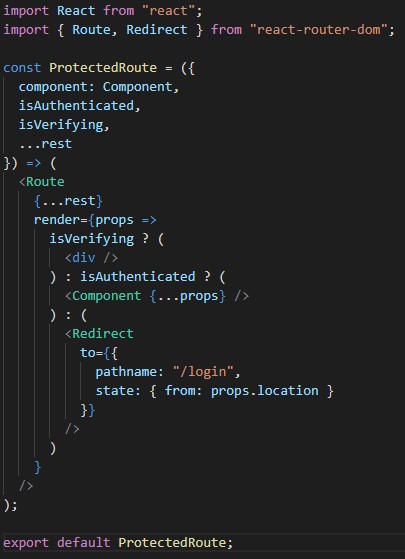 import React from "react";
import { Route, Redirect } from "react-router-dom";

const ProtectedRoute = ({
  component: Component,
  isAuthenticated,
  isVerifying,
  ...rest
}) => (
  <Route
    {...rest}
    render={props =>
      isVerifying ? (
        <div />
      ) : isAuthenticated ? (
        <Component {...props} />
      ) : (
        <Redirect
          to={{
            pathname: "/login",
            state: { from: props.location }
          }}
        />
      )
    }
  />
);

export default ProtectedRoute;